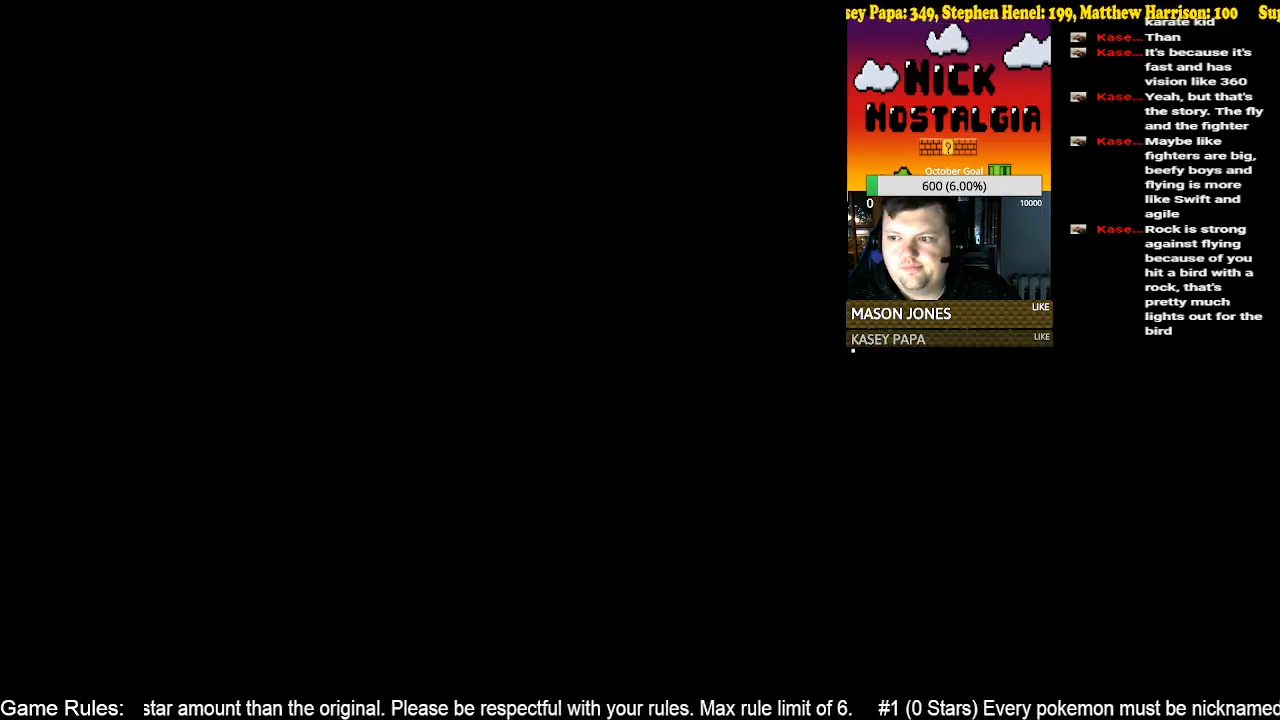 sey Papa: 349, Stephen Henel: 199, Matthew Harrison: 100 Sup
NICK
NOSTALGIA
?
October Goal
600 (6.00%)
0 10000
MASON JONES LIKE
KASEY PAPA LIKE
karate kid
Kase... Than
Kase... It's because it's
fast and has
vision like 360
Kase... Yeah, but that's
the story. The fly
and the fighter
Kase... Maybe like
fighters are big,
beefy boys and
flying is more
like Swift and
agile
Kase... Rock is strong
against flying
because of you
hit a bird with a
rock, that's
pretty much
lights out for the
bird
Game Rules: star amount than the original. Please be respectful with your rules. Max rule limit of 6. #1 (0 Stars) Every pokemon must be nicknamed